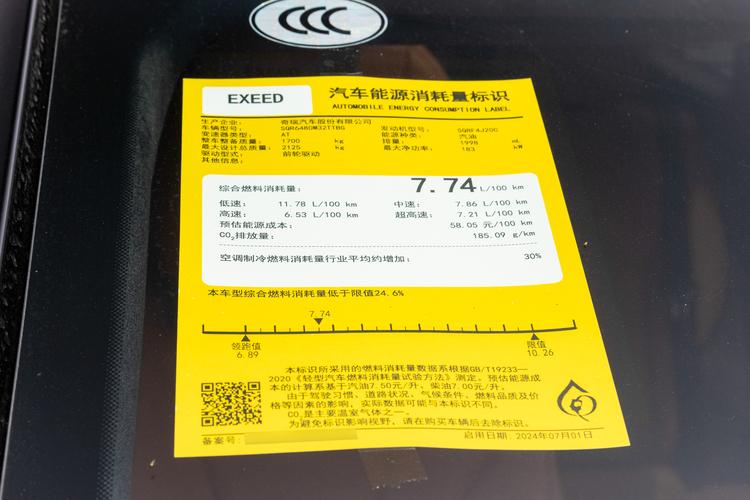 CCC
EXEED
汽车能源消耗量标识
AUTOMOBILE ENERGY CONSUMPTION LABEL
生产企业: 奇瑞汽车股份有限公司
车辆型号: SQR6480M32TTBG 发动机型号: SQRF4J20C
变速器类型: AT 能源种类: 汽油
整车整备质量: 1700 kg 排量: 1998 mL
最大设计总质量: 2125 kg 最大净功率: 183 kW
驱动型式: 前轮驱动
其他信息:
综合燃料消耗量: 7.74 L/100 km
低速: 11.78 L/100 km 中速: 7.86 L/100 km
高速: 6.53 L/100 km 超高速: 7.21 L/100 km
预估能源成本: 58.05 元/100 km
CO₂排放量: 185.09 g/km
空调制冷燃料消耗量行业平均约增加: 30%
本车型综合燃料消耗量低于限值24.6%
7.74
领跑值 限值
6.89 10.26
本标识所采用的燃料消耗量数据系根据GB/T19233—
2020《轻型汽车燃料消耗量试验方法》测定。预估能源成
本的计算系基于汽油7.50元/升、柴油7.00元/升。
由于驾驶习惯、道路状况、气候条件、燃料品质及价
格等因素的影响,实际数据可能与本标识不同。
CO₂是主要温室气体之一。
为避免标识影响视野,请在购买车辆后去除标识。
备案号: 启用日期: 2024年07月01日